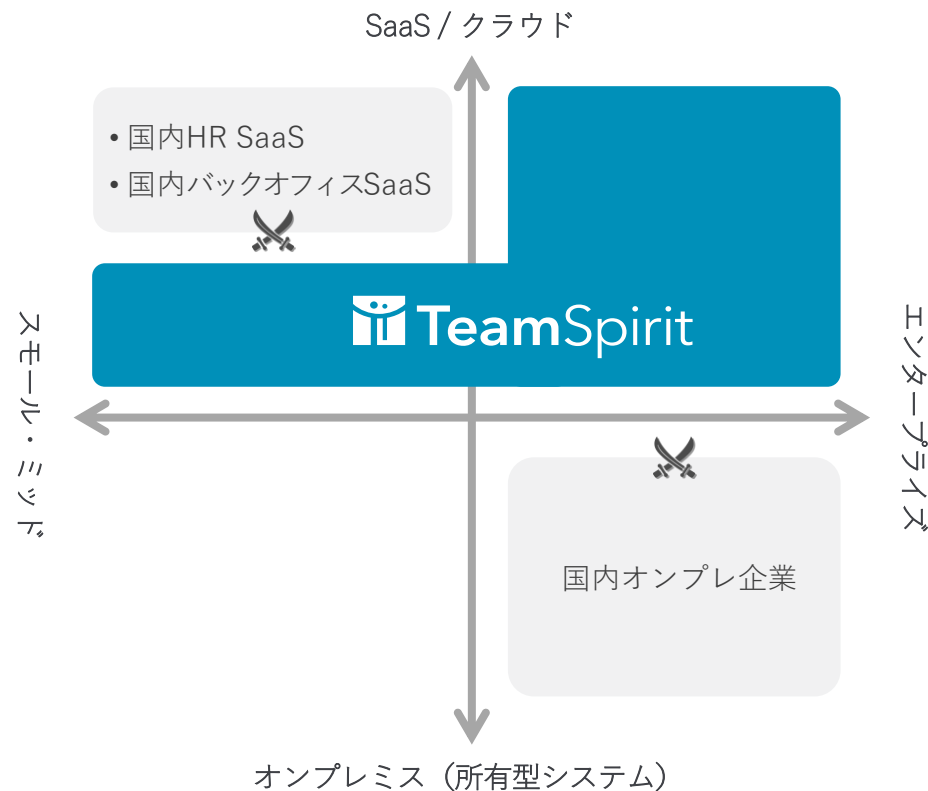 SaaS / クラウド
• 国内HR SaaS
• 国内バックオフィスSaaS
TeamSpirit
スモール・ミッド
エンタープライズ
国内オンプレ企業
オンプレミス（所有型システム）